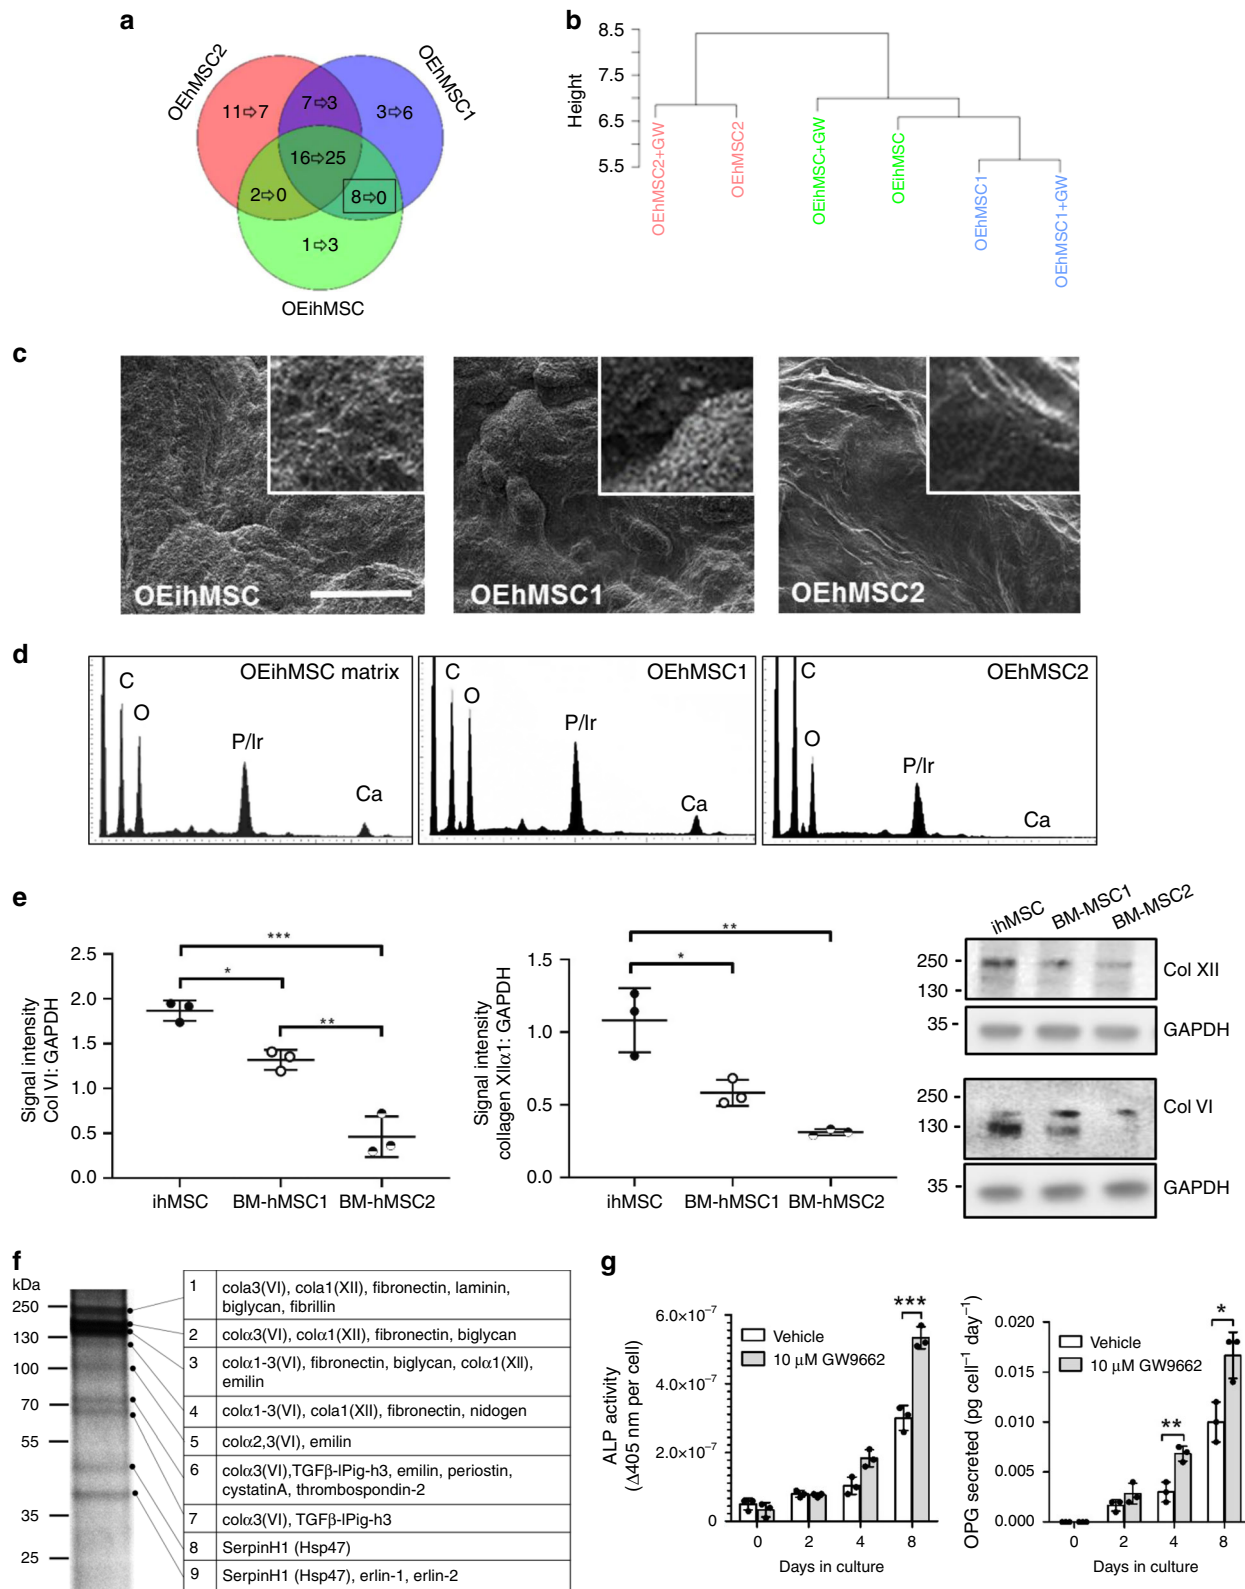 a
OEhMSC2
OEhMSC1
11⇨7
7⇨3
3⇨6
16⇨25
2⇨0
8⇨0
1⇨3
OEihMSC
b
Height
8.5
7.5
6.5
5.5
OEhMSC2+GW
OEhMSC2
OEihMSC+GW
OEihMSC
OEhMSC1
OEhMSC1+GW
c
OEihMSC
OEhMSC1
OEhMSC2
d
OEihMSC matrix
C
O
P/Ir
Ca
OEhMSC1
C
O
P/Ir
Ca
OEhMSC2
C
O
P/Ir
Ca
e
Signal intensity
Col VI: GAPDH
2.5
2.0
1.5
1.0
0.5
0.0
***
*
**
ihMSC
BM-hMSC1
BM-hMSC2
Signal intensity
collagen XIIα1: GAPDH
1.5
1.0
0.5
0.0
**
*
ihMSC
BM-hMSC1
BM-hMSC2
ihMSC
BM-MSC1
BM-MSC2
250
130
Col XII
35
GAPDH
250
130
Col VI
35
GAPDH
f
kDa
250
130
100
70
55
35
25
1 cola3(VI), cola1(XII), fibronectin, laminin,
biglycan, fibrillin
2 colα3(VI), colα1(XII), fibronectin, biglycan
3 colα1-3(VI), fibronectin, biglycan, colα1(XII),
emilin
4 colα1-3(VI), cola1(XII), fibronectin, nidogen
5 colα2,3(VI), emilin
6 colα3(VI),TGFβ-IPig-h3, emilin, periostin,
cystatinA, thrombospondin-2
7 colα3(VI), TGFβ-IPig-h3
8 SerpinH1 (Hsp47)
9 SerpinH1 (Hsp47), erlin-1, erlin-2
g
ALP activity
(Δ405 nm per cell)
6.0×10⁻⁷
4.0×10⁻⁷
2.0×10⁻⁷
0
Vehicle
10 μM GW9662
***
0 2 4 8
Days in culture
OPG secreted (pg cell⁻¹ day⁻¹)
0.020
0.015
0.010
0.005
0.000
Vehicle
10 μM GW9662
**
*
0 2 4 8
Days in culture